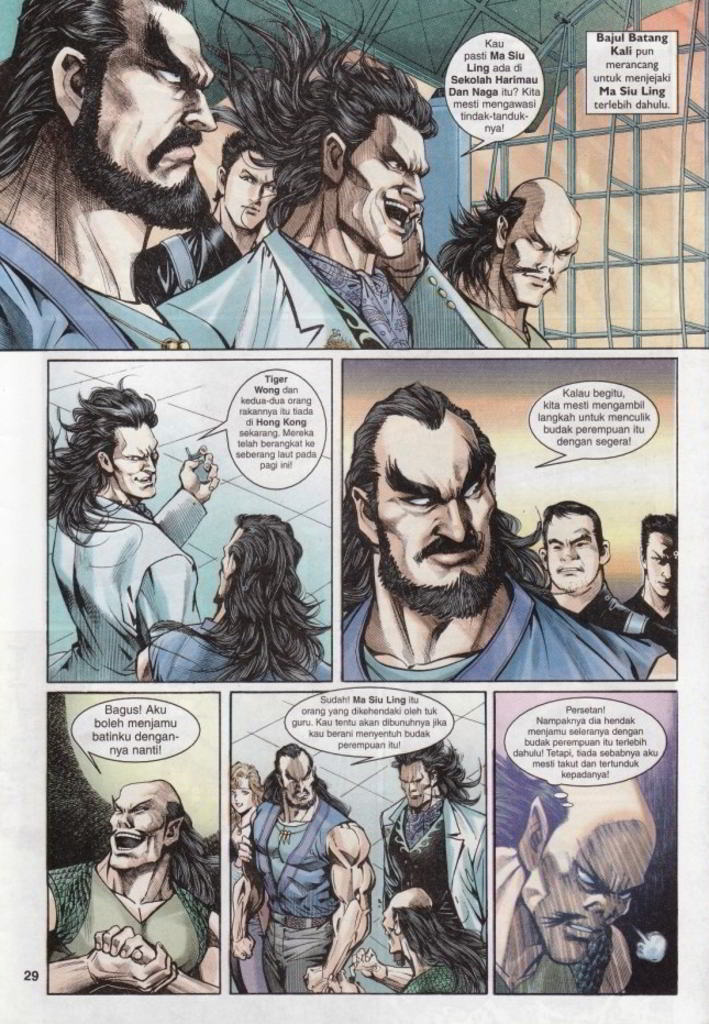 Kau
pasti Ma Siu
Ling ada di
Sekolah Harimau
Dan Naga itu? Kita
mesti mengawasi
tindak-tanduk-
nya!
Bajul Batang
Kali pun
merancang
untuk menjejaki
Ma Siu Ling
terlebih dahulu.
Tiger
Wong dan
kedua-dua orang
rakannya itu tiada
di Hong Kong
sekarang. Mereka
telah berangkat ke
seberang laut pada
pagi ini!
Kalau begitu,
kita mesti mengambil
langkah untuk menculik
budak perempuan itu
dengan segera!
Bagus! Aku
boleh menjamu
batinku dengan-
nya nanti!
Sudah! Ma Siu Ling itu
orang yang dikehendaki oleh tuk
guru. Kau tentu akan dibunuhnya jika
kau berani menyentuh budak
perempuan itu!
Persetan!
Nampaknya dia hendak
menjamu seleranya dengan
budak perempuan itu terlebih
dahulu! Tetapi, tiada sebabnya aku
mesti takut dan tertunduk
kepadanya!
29